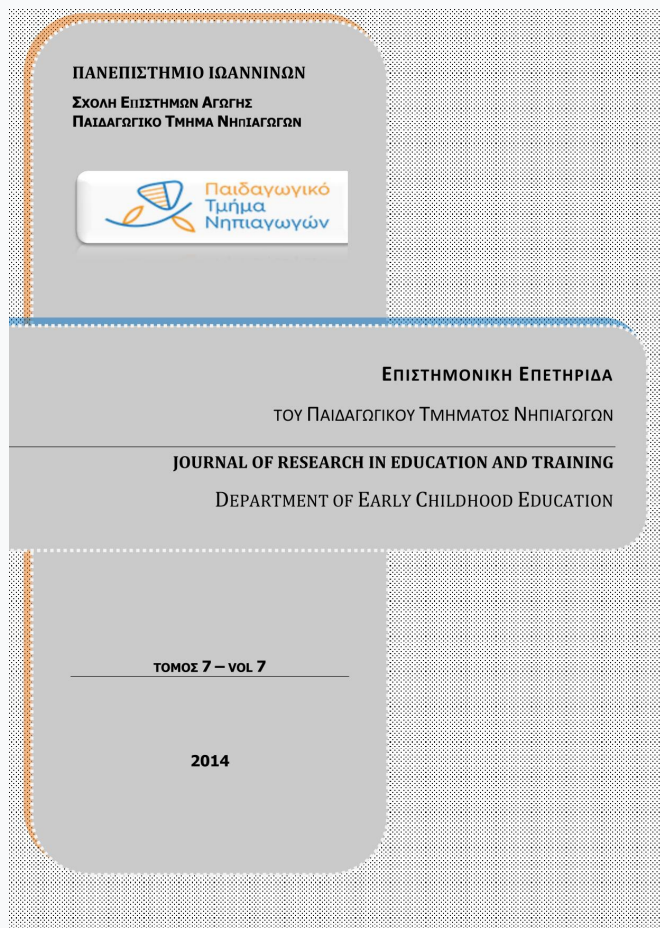 ΠΑΝΕΠΙΣΤΗΜΙΟ ΙΩΑΝΝΙΝΩΝ
ΣΧΟΛΗ ΕΠΙΣΤΗΜΩΝ ΑΓΩΓΗΣ
ΠΑΙΔΑΓΩΓΙΚΟ ΤΜΗΜΑ ΝΗΠΙΑΓΩΓΩΝ
Παιδαγωγικό
Τμήμα
Νηπιαγωγών
ΕΠΙΣΤΗΜΟΝΙΚΗ ΕΠΕΤΗΡΙΔΑ
ΤΟΥ ΠΑΙΔΑΓΩΓΙΚΟΥ ΤΜΗΜΑΤΟΣ ΝΗΠΙΑΓΩΓΩΝ
JOURNAL OF RESEARCH IN EDUCATION AND TRAINING
DEPARTMENT OF EARLY CHILDHOOD EDUCATION
ΤΟΜΟΣ 7 – VOL 7
2014